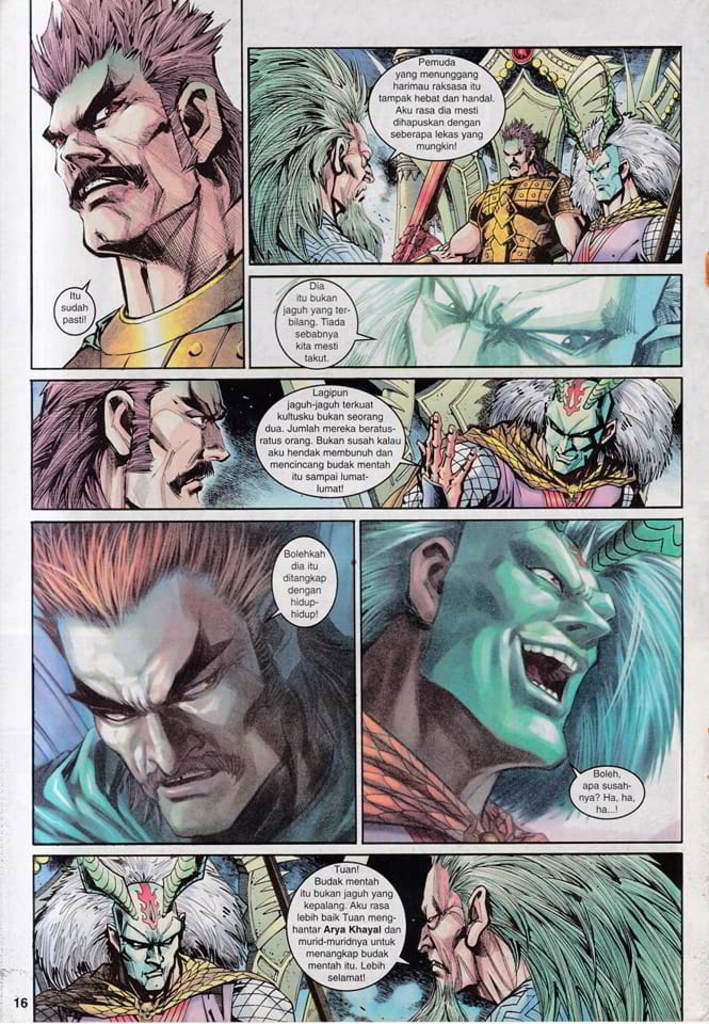 Itu
sudah
pasti!
Pemuda
yang menunggang
harimau raksasa itu
tampak hebat dan handal.
Aku rasa dia mesti
dihapuskan dengan
seberapa lekas yang
mungkin!
Dia
itu bukan
jaguh yang ter-
bilang. Tiada
sebabnya
kita mesti
takut.
Lagipun
jaguh-jaguh terkuat
kultusku bukan seorang
dua. Jumlah mereka beratus-
ratus orang. Bukan susah kalau
aku hendak membunuh dan
mencincang budak mentah
itu sampai lumat-
lumat!
Bolehkah
dia itu
ditangkap
dengan
hidup-
hidup!
Boleh,
apa susah-
nya? Ha, ha,
ha...!
Tuan!
Budak mentah
itu bukan jaguh yang
kepalang. Aku rasa
lebih baik Tuan meng-
hantar Arya Khayal dan
murid-muridnya untuk
menangkap budak
mentah itu. Lebih
selamat!
16